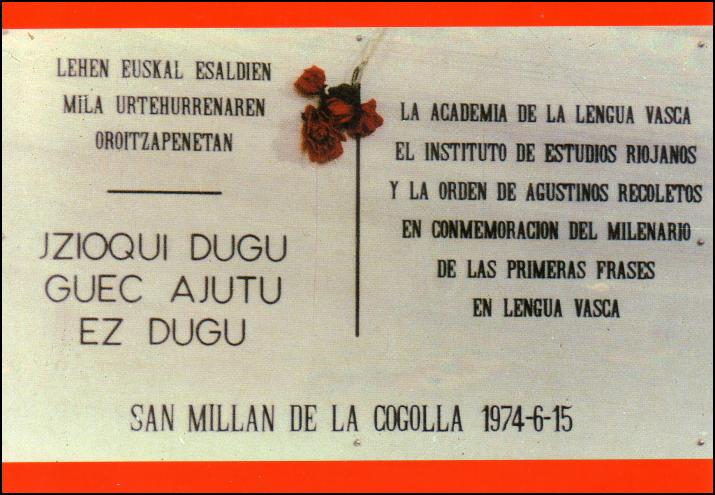 LEHEN EUSKAL ESALDIEN
MILA URTEHURRENAREN
OROITZAPENETAN
JZIOQUI DUGU
GUEC AJUTU
EZ DUGU
LA ACADEMIA DE LA LENGUA VASCA
EL INSTITUTO DE ESTUDIOS RIOJANOS
Y LA ORDEN DE AGUSTINOS RECOLETOS
EN CONMEMORACION DEL MILENARIO
DE LAS PRIMERAS FRASES
EN LENGUA VASCA
SAN MILLAN DE LA COGOLLA 1974-6-15